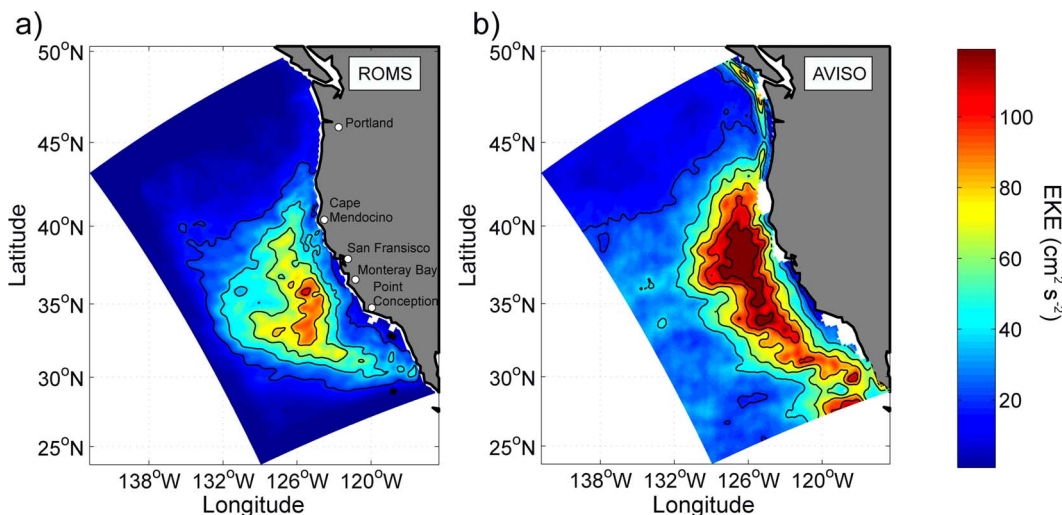 a)
50°N
45°N
40°N
35°N
30°N
25°N
Latitude
138°W
132°W
126°W
120°W
Longitude
ROMS
Portland
Cape
Mendocino
San Fransisco
Monteray Bay
Point
Conception
b)
50°N
45°N
40°N
35°N
30°N
25°N
Latitude
138°W
132°W
126°W
120°W
Longitude
AVISO
100
80
60
40
20
EKE (cm² s⁻²)